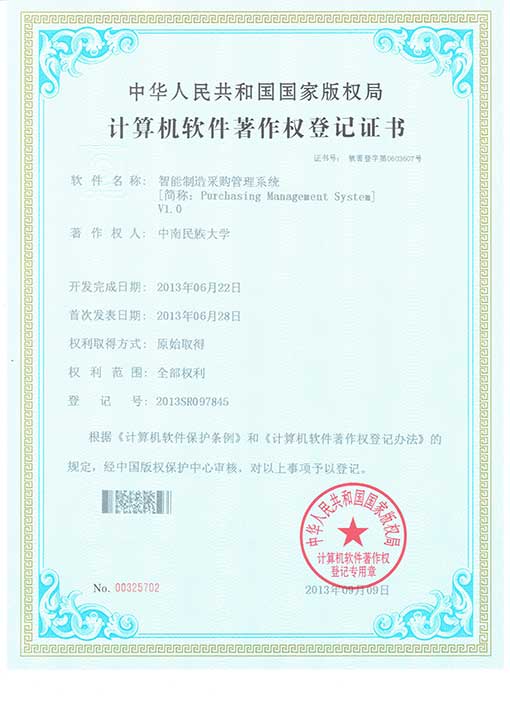 中华人民共和国国家版权局
计算机软件著作权登记证书
证书号： 软著登字第0603607号
软件名称： 智能制造采购管理系统
[简称：Purchasing Management System]
V1.0
著作权人： 中南民族大学
开发完成日期： 2013年06月22日
首次发表日期： 2013年06月28日
权利取得方式： 原始取得
权利范围： 全部权利
登记号： 2013SR097845
根据《计算机软件保护条例》和《计算机软件著作权登记办法》的
规定，经中国版权保护中心审核，对以上事项予以登记。
中华人民共和国国家版权局
计算机软件著作权
登记专用章
No. 00325702
2013年09月09日